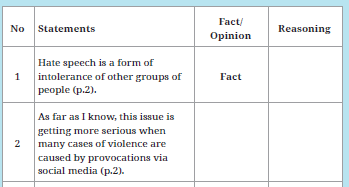 No Statements Fact/ Opinion Reasoning
1 Hate speech is a form of
intolerance of other groups of
people (p.2). Fact
2 As far as I know, this issue is
getting more serious when
many cases of violence are
caused by provocations via
social media (p.2).